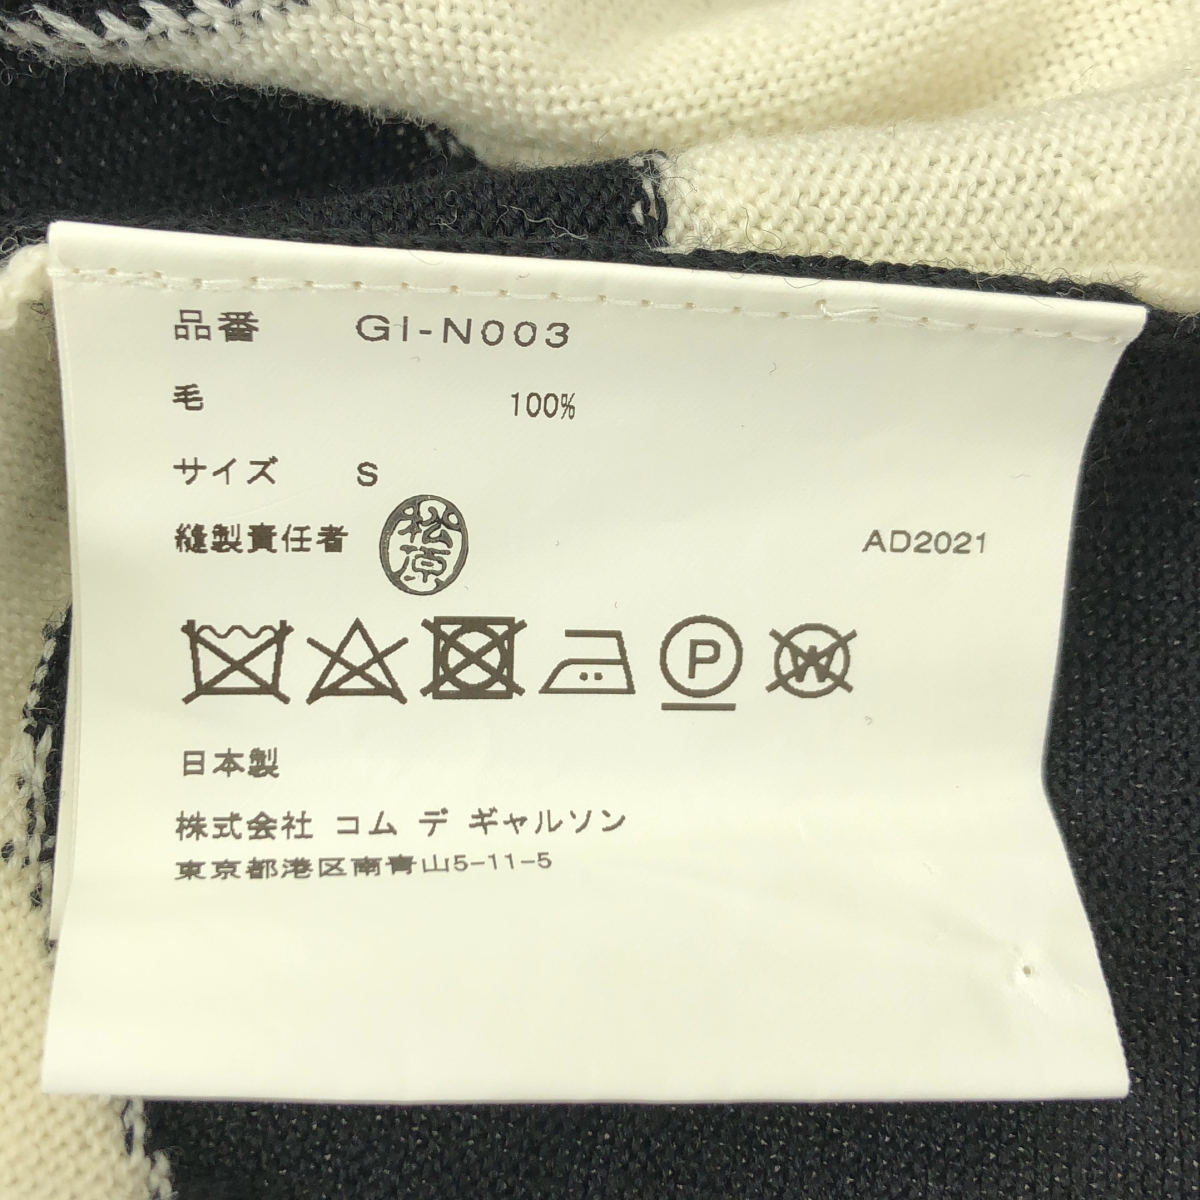 品番 GI-N003
毛 100%
サイズ S
縫製責任者 松原 AD2021
P W
日本製
株式会社 コム デ ギャルソン
東京都港区南青山5-11-5